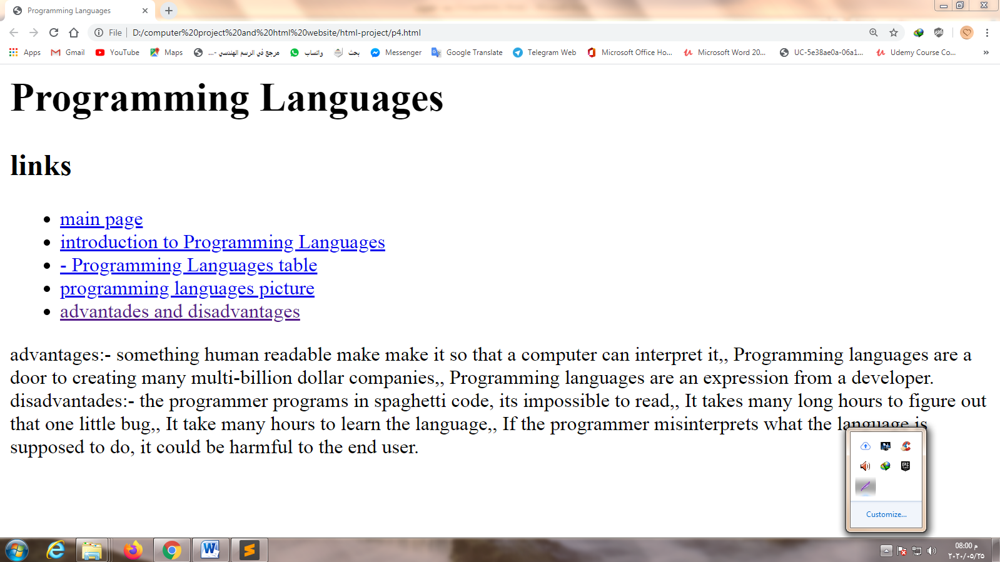 Programming Languages
File
D:/computer%20project%20and%20html%20website/html-project/p4.html
Apps
Gmail
YouTube
Maps
مرجع في الرسم الهندسي -...
واتساب
بحث
Messenger
Google Translate
Telegram Web
Microsoft Office Ho...
Microsoft Word 20...
UC-5e38ae0a-06a1...
Udemy Course Co...
»
Programming Languages
links
main page
introduction to Programming Languages
- Programming Languages table
programming languages picture
advantades and disadvantages
advantages:- something human readable make make it so that a computer can interpret it,, Programming languages are a
door to creating many multi-billion dollar companies,, Programming languages are an expression from a developer.
disadvantades:- the programmer programs in spaghetti code, its impossible to read,, It takes many long hours to figure out
that one little bug,, It take many hours to learn the language,, If the programmer misinterprets what the language is
supposed to do, it could be harmful to the end user.
Customize...
08:00 م
٢٠٢٠/٠٥/٢٥